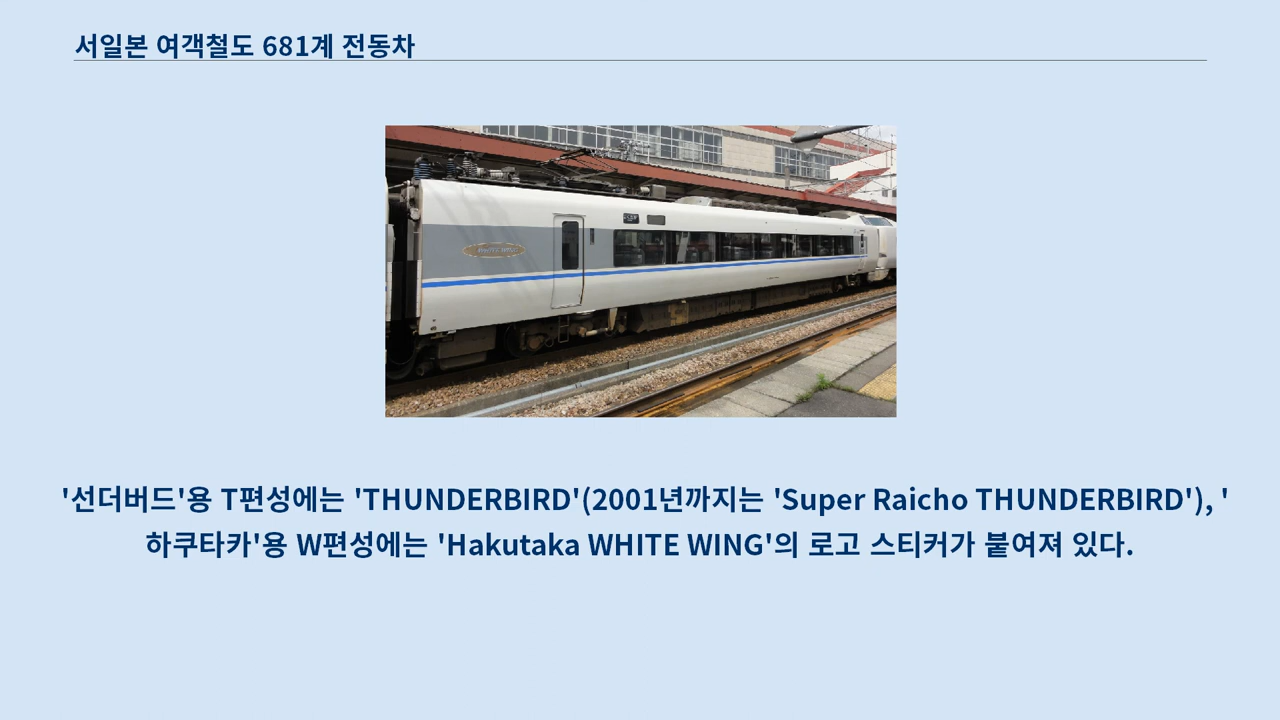 서일본 여객철도 681계 전동차
WHITE WING
'선더버드'용 T편성에는 'THUNDERBIRD'(2001년까지는 'Super Raicho THUNDERBIRD'), '
하쿠타카'용 W편성에는 'Hakutaka WHITE WING'의 로고 스티커가 붙여져 있다.